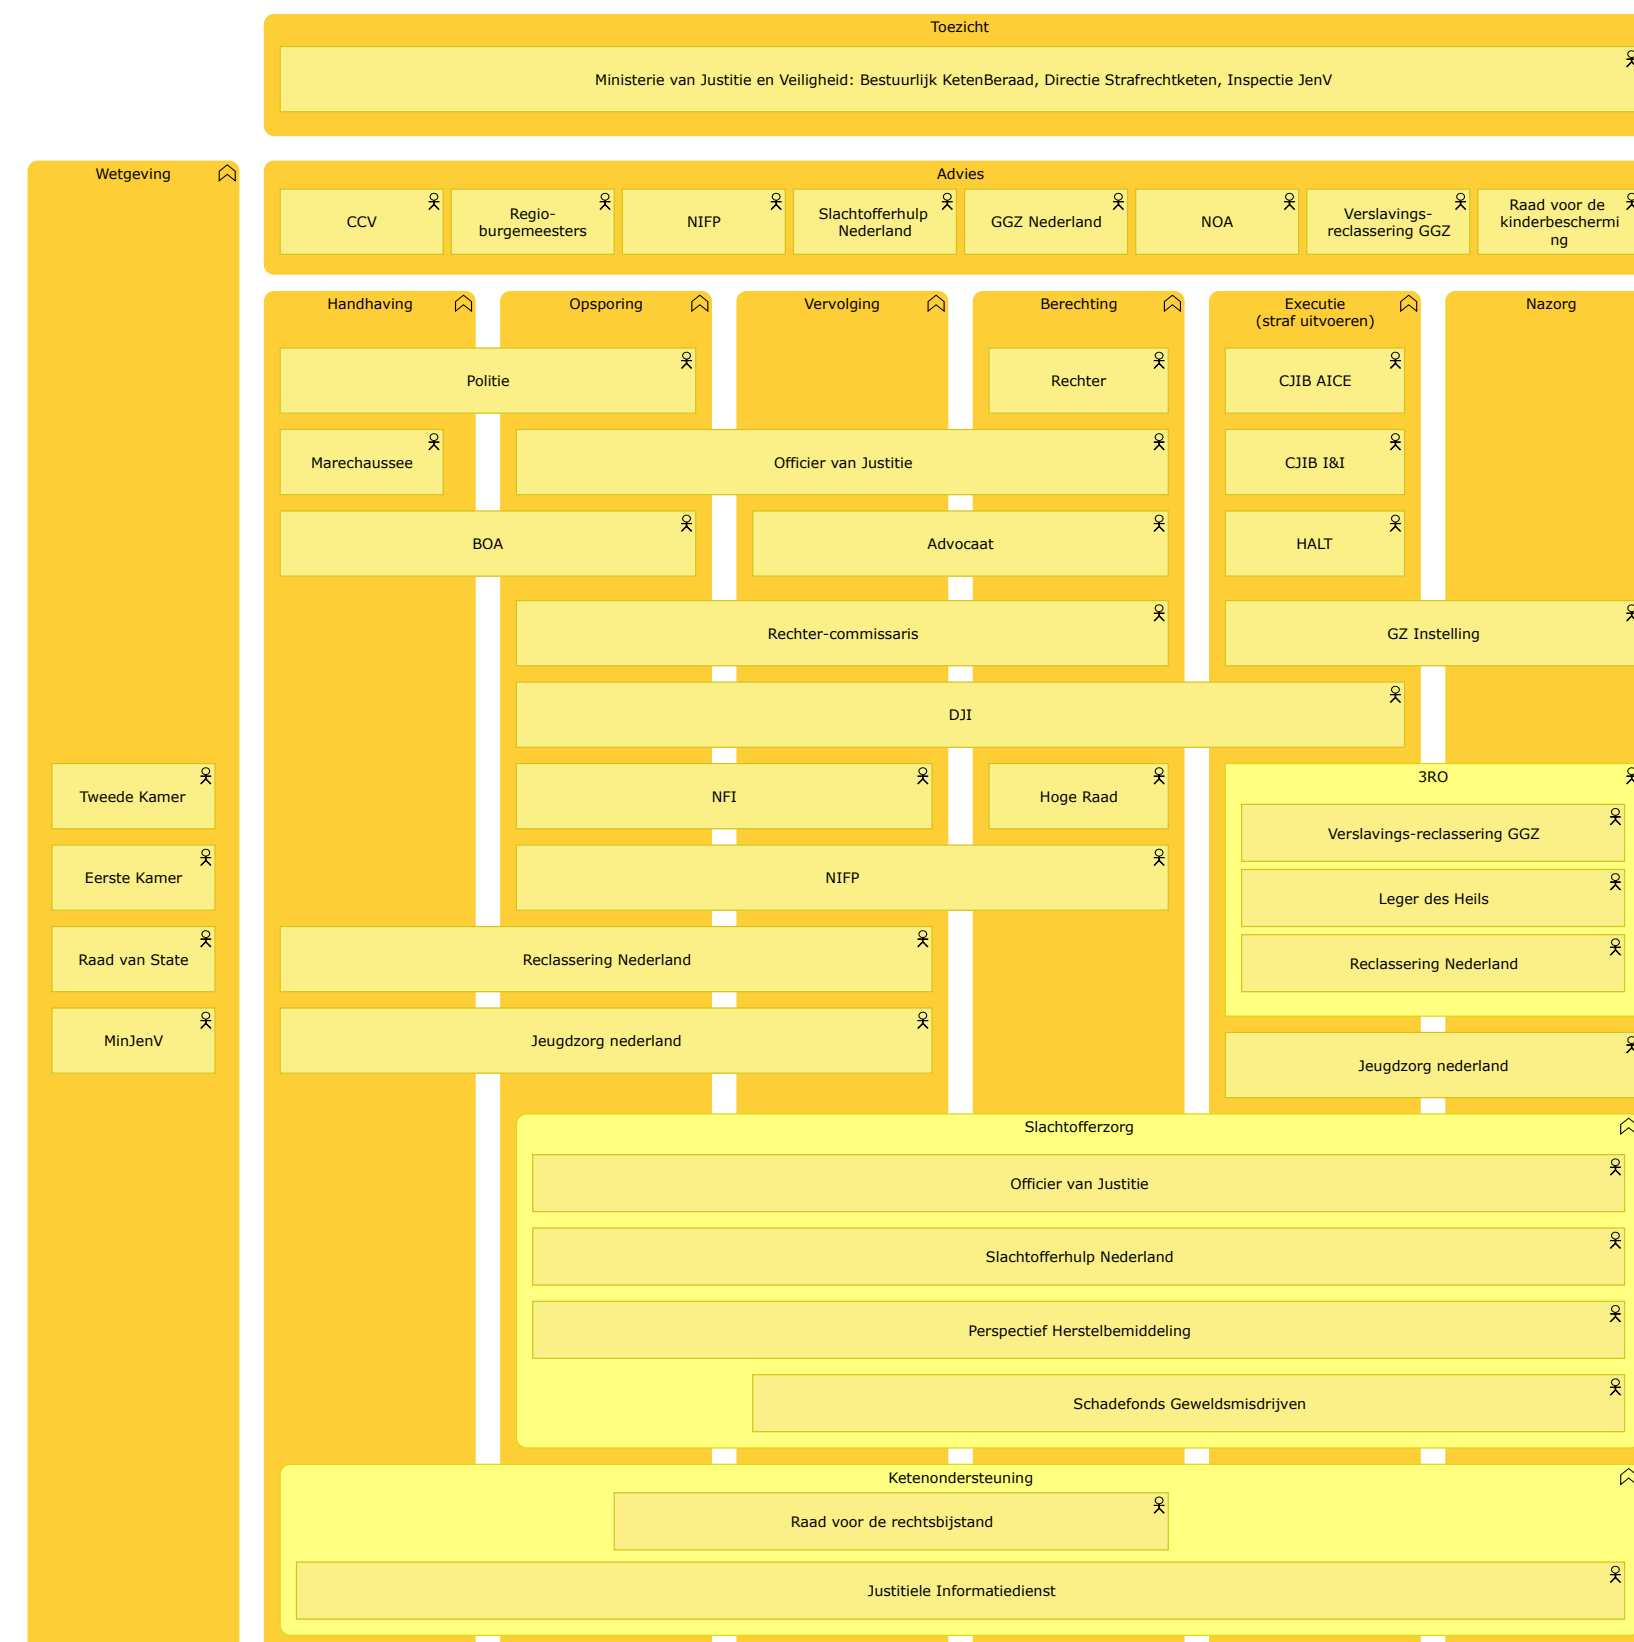 Toezicht
Ministerie van Justitie en Veiligheid: Bestuurlijk KetenBeraad, Directie Strafrechtketen, Inspectie JenV
Wetgeving
Advies
CCV
Regio-
burgemeesters
NIFP
Slachtofferhulp
Nederland
GGZ Nederland
NOA
Verslavings-
reclassering GGZ
Raad voor de
kinderbeschermi
ng
Handhaving
Opsporing
Vervolging
Berechting
Executie
(straf uitvoeren)
Nazorg
Politie
Rechter
CJIB AICE
Marechaussee
Officier van Justitie
CJIB I&I
BOA
Advocaat
HALT
Rechter-commissaris
GZ Instelling
DJI
Tweede Kamer
NFI
Hoge Raad
3RO
Verslavings-reclassering GGZ
Eerste Kamer
NIFP
Leger des Heils
Raad van State
Reclassering Nederland
Reclassering Nederland
MinJenV
Jeugdzorg nederland
Jeugdzorg nederland
Slachtofferzorg
Officier van Justitie
Slachtofferhulp Nederland
Perspectief Herstelbemiddeling
Schadefonds Geweldsmisdrijven
Ketenondersteuning
Raad voor de rechtsbijstand
Justitiele Informatiedienst